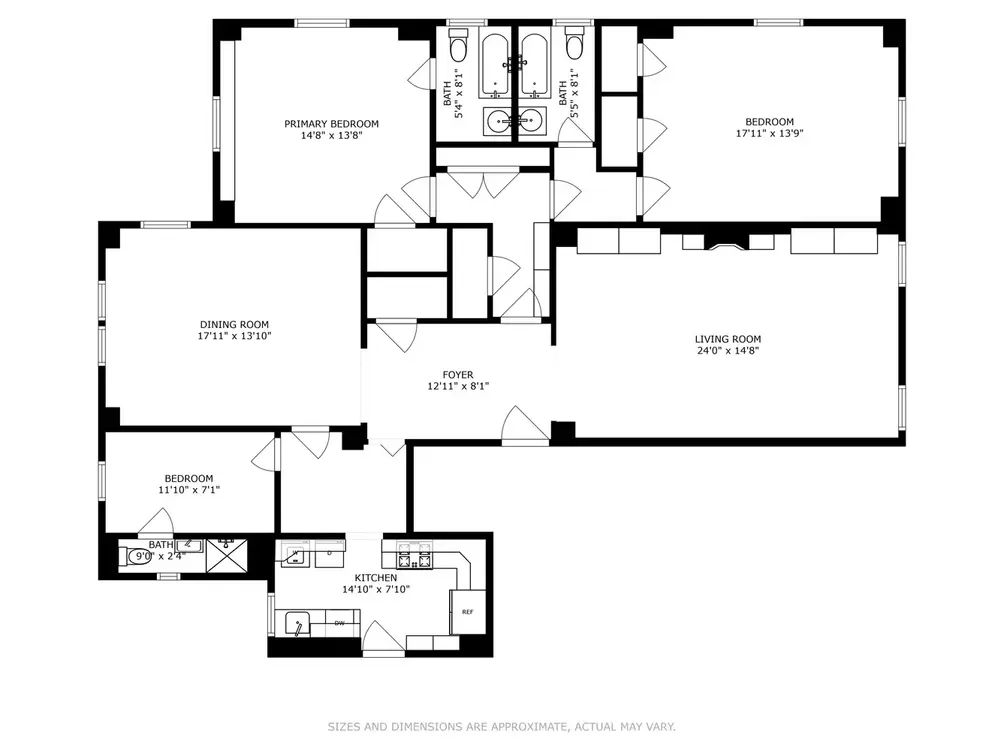 BATH
5'4" x 8'1"
BATH
5'5" x 8'1"
PRIMARY BEDROOM
14'8" x 13'8"
BEDROOM
17'11" x 13'9"
DINING ROOM
17'11" x 13'10"
LIVING ROOM
24'0" x 14'8"
FOYER
12'11" x 8'1"
BEDROOM
11'10" x 7'1"
BATH
9'0" x 2'4"
W
D
KITCHEN
14'10" x 7'10"
REF
DW
SIZES AND DIMENSIONS ARE APPROXIMATE, ACTUAL MAY VARY.